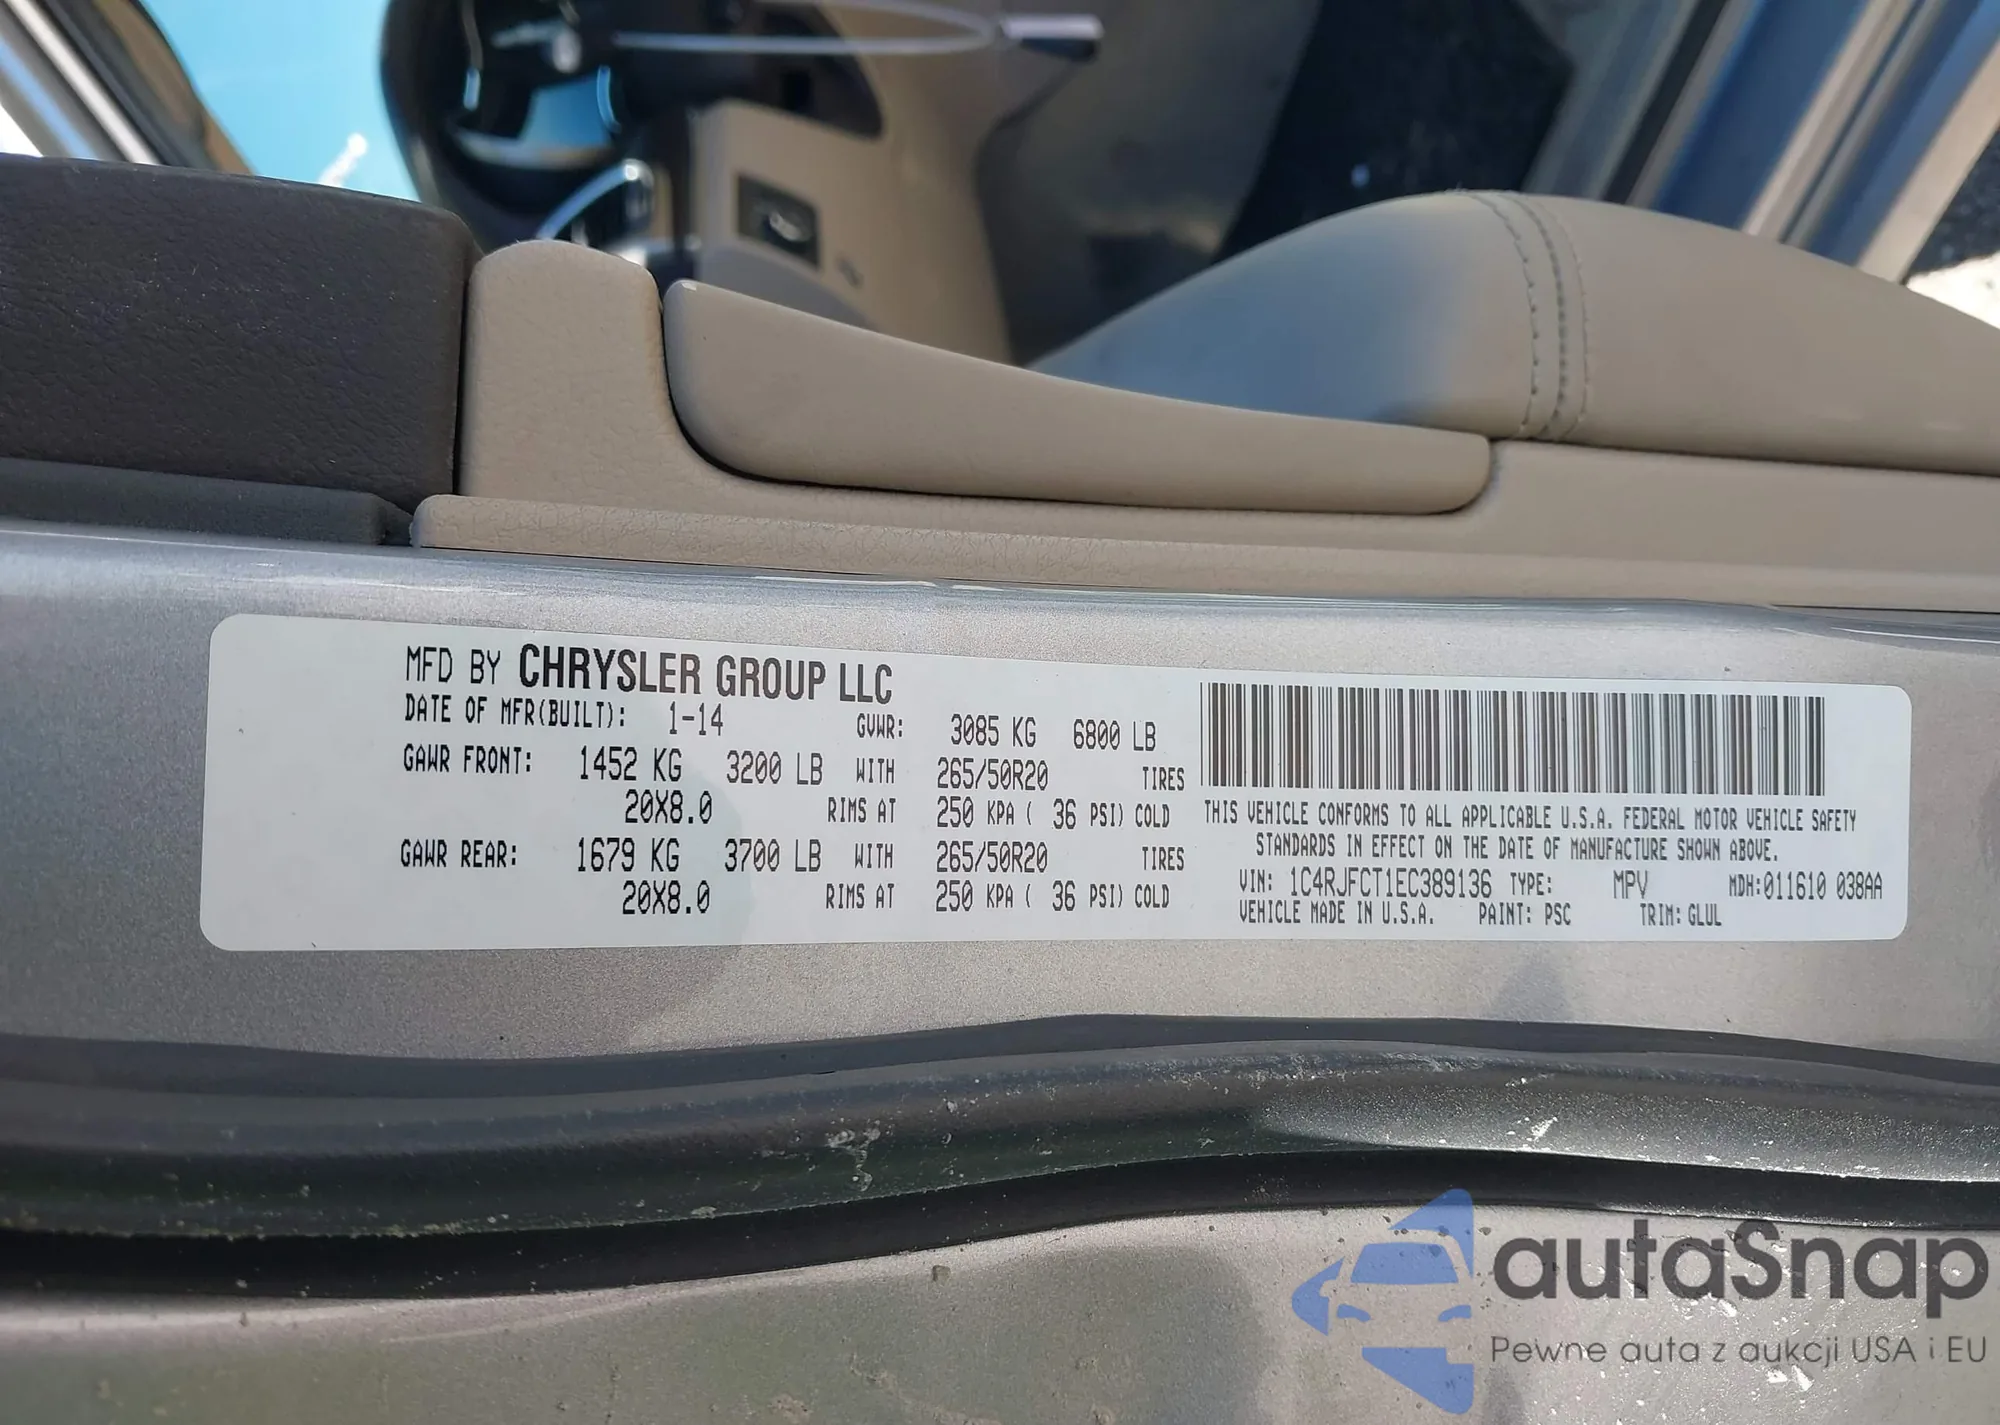 MFD BY CHRYSLER GROUP LLC
DATE OF MFR(BUILT): 1-14 GVWR: 3085 KG 6800 LB
GAWR FRONT: 1452 KG 3200 LB WITH 265/50R20 TIRES
20X8.0 RIMS AT 250 KPA ( 36 PSI) COLD
GAWR REAR: 1679 KG 3700 LB WITH 265/50R20 TIRES
20X8.0 RIMS AT 250 KPA ( 36 PSI) COLD
THIS VEHICLE CONFORMS TO ALL APPLICABLE U.S.A. FEDERAL MOTOR VEHICLE SAFETY
STANDARDS IN EFFECT ON THE DATE OF MANUFACTURE SHOWN ABOVE.
VIN: 1C4RJFCT1EC389136 TYPE: MPV MDH:011610 038AA
VEHICLE MADE IN U.S.A. PAINT: PSC TRIM: GLUL
autaSnap
Pewne auta z aukcji USA i EU